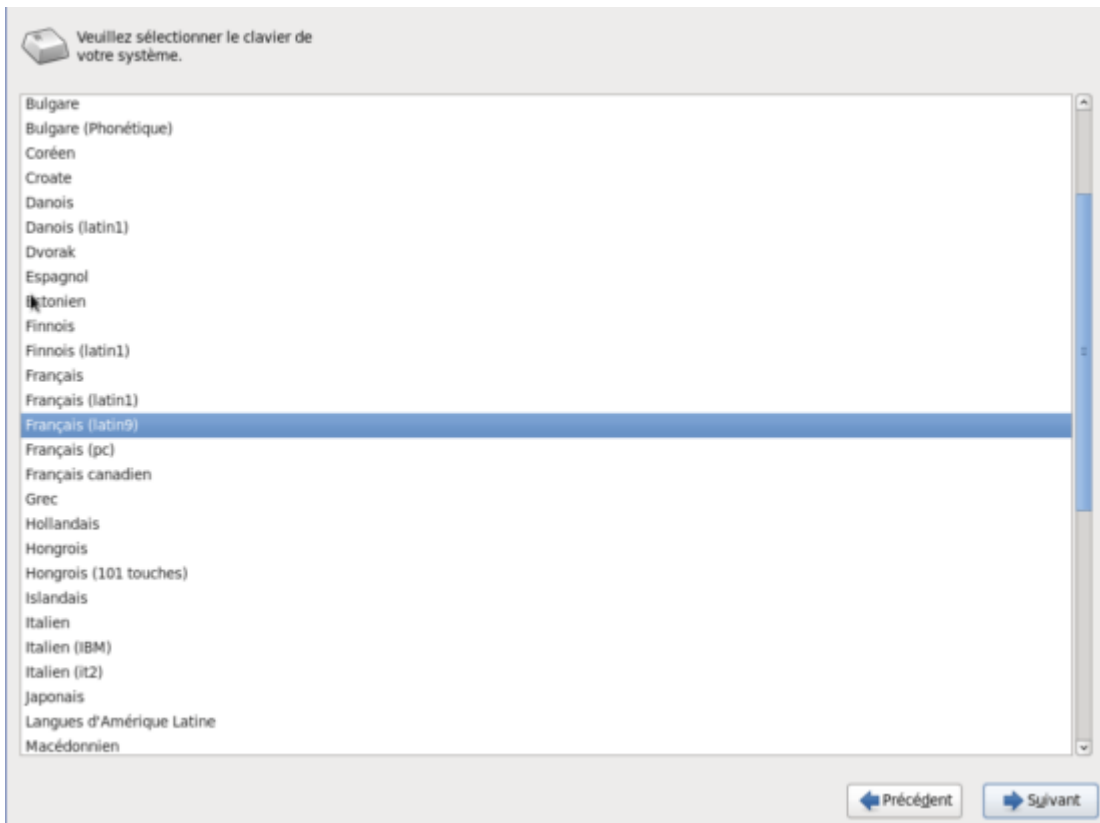 Veuillez sélectionner le clavier de
votre système.
Bulgare
Bulgare (Phonétique)
Coréen
Croate
Danois
Danois (latin1)
Dvorak
Espagnol
Estonien
Finnois
Finnois (latin1)
Français
Français (latin1)
Français (latin9)
Français (pc)
Français canadien
Grec
Hollandais
Hongrois
Hongrois (101 touches)
Islandais
Italien
Italien (IBM)
Italien (it2)
Japonais
Langues d'Amérique Latine
Macédonnien
Précédent
Suivant